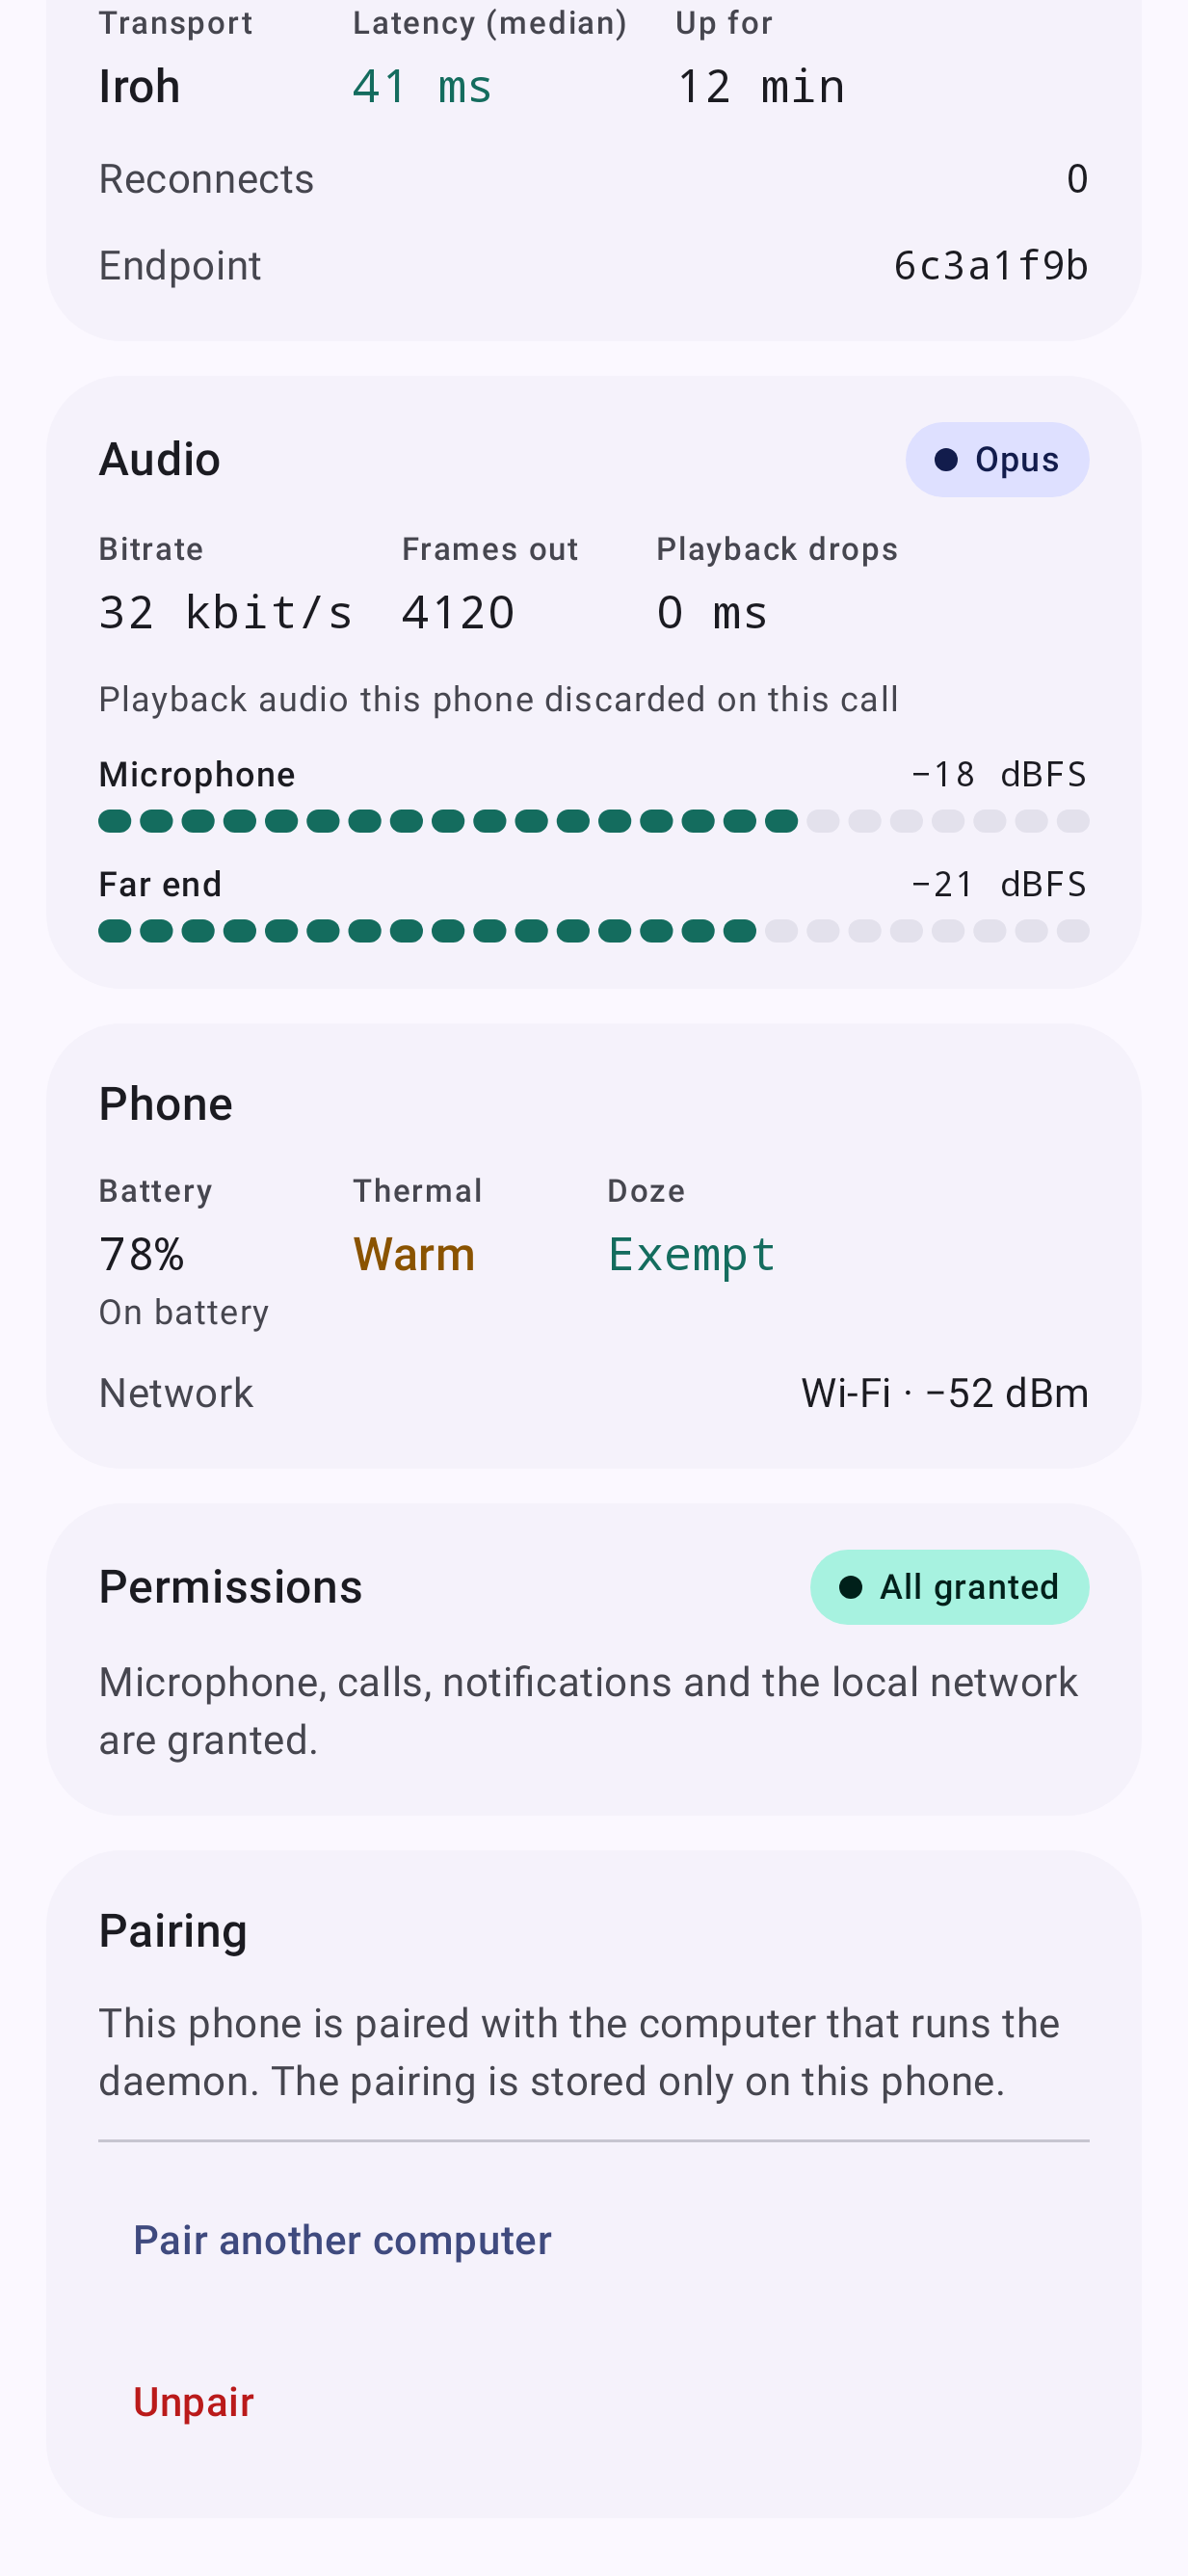 Transport Latency (median) Up for
Iroh 41 ms 12 min
Reconnects 0
Endpoint 6c3a1f9b
Audio Opus
Bitrate Frames out Playback drops
32 kbit/s 4120 0 ms
Playback audio this phone discarded on this call
Microphone −18 dBFS
Far end −21 dBFS
Phone
Battery Thermal Doze
78% Warm Exempt
On battery
Network Wi-Fi · −52 dBm
Permissions All granted
Microphone, calls, notifications and the local network
are granted.
Pairing
This phone is paired with the computer that runs the
daemon. The pairing is stored only on this phone.
Pair another computer
Unpair